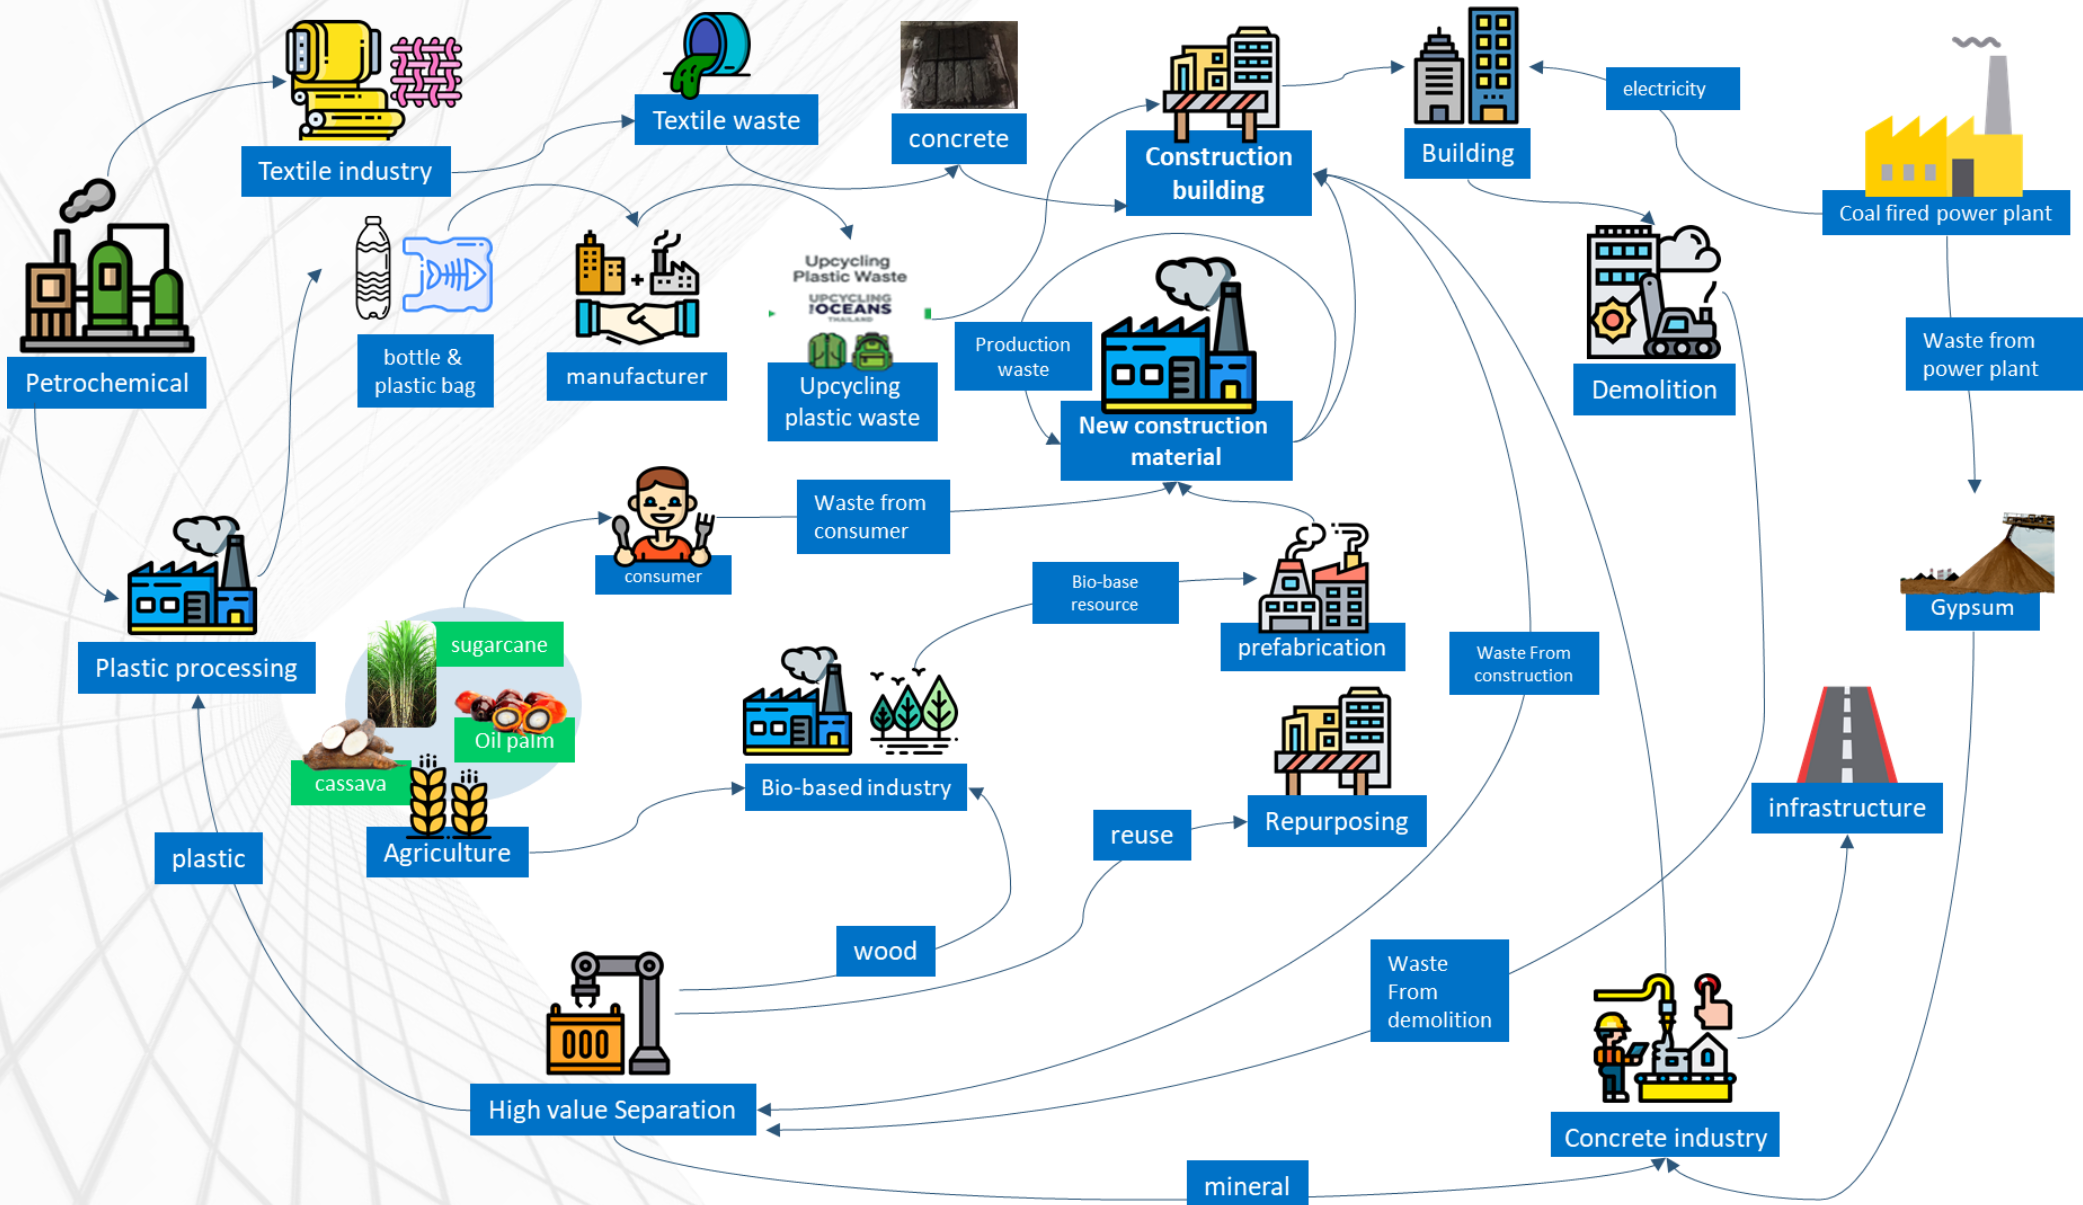 Textile industry
Textile waste
concrete
Construction
building
Building
electricity
Coal fired power plant
Petrochemical
bottle &
plastic bag
manufacturer
Upcycling
Plastic Waste
UPCYCLING
THE OCEANS
THAILAND
Upcycling
plastic waste
Production
waste
New construction
material
Demolition
Waste from
power plant
consumer
Waste from
consumer
Bio-base
resource
prefabrication
Gypsum
Plastic processing
sugarcane
Oil palm
cassava
Agriculture
Bio-based industry
Waste From
construction
reuse
Repurposing
infrastructure
plastic
wood
Waste
From
demolition
High value Separation
Concrete industry
mineral